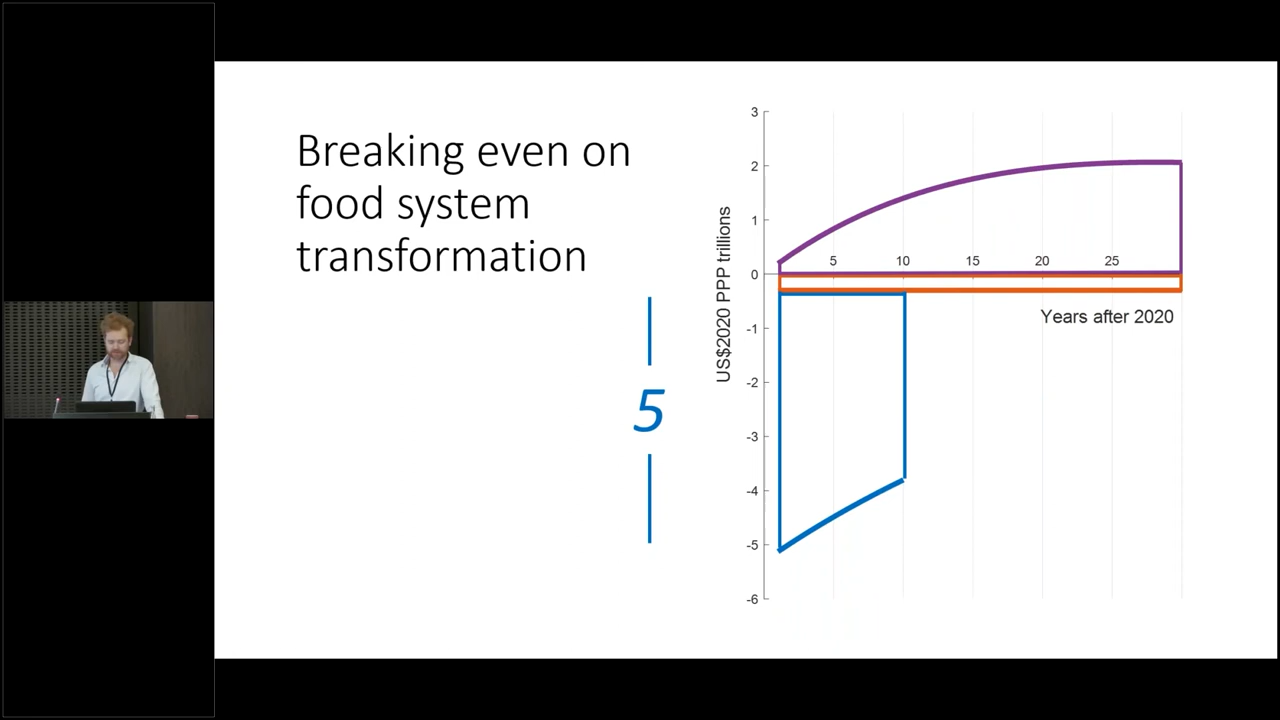 Breaking even on
food system
transformation
5
US$2020 PPP trillions
3
2
1
0
-1
-2
-3
-4
-5
-6
5 10 15 20 25
Years after 2020